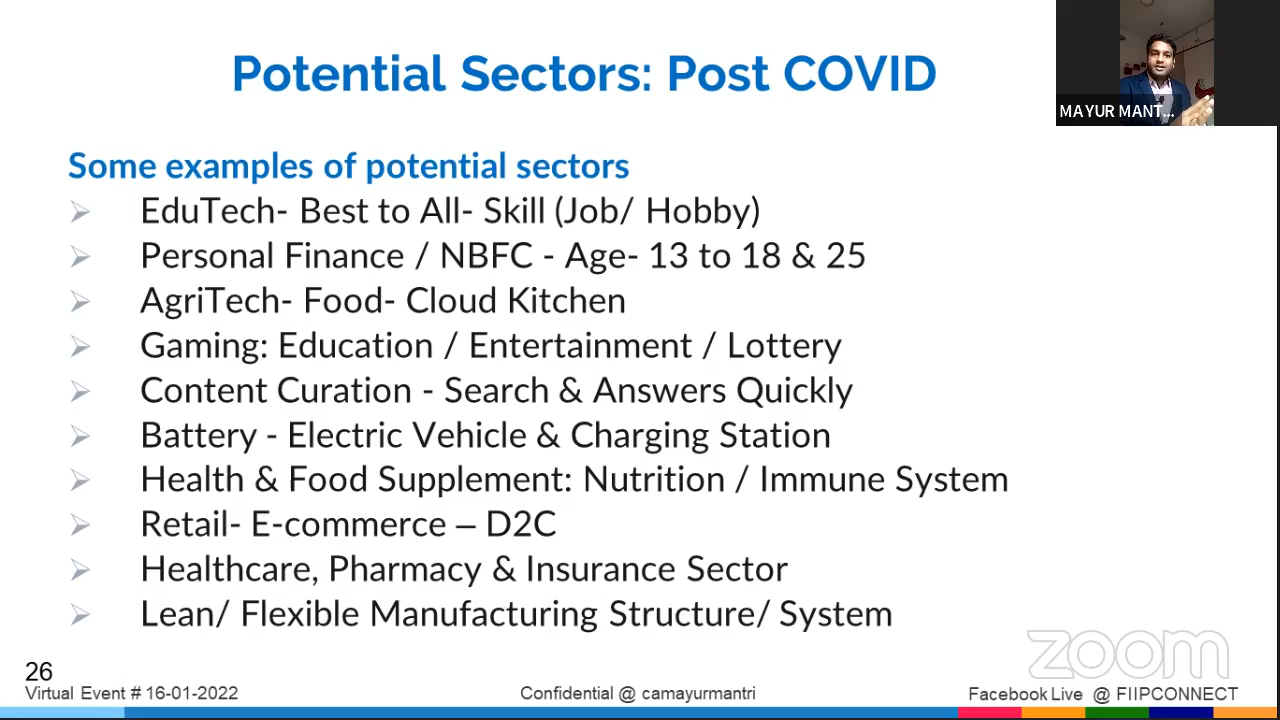 Potential Sectors: Post COVID
MAYUR MANT...
Some examples of potential sectors
EduTech- Best to All- Skill (Job/ Hobby)
Personal Finance / NBFC - Age- 13 to 18 & 25
AgriTech- Food- Cloud Kitchen
Gaming: Education / Entertainment / Lottery
Content Curation - Search & Answers Quickly
Battery - Electric Vehicle & Charging Station
Health & Food Supplement: Nutrition / Immune System
Retail- E-commerce – D2C
Healthcare, Pharmacy & Insurance Sector
Lean/ Flexible Manufacturing Structure/ System
zoom
26
Virtual Event # 16-01-2022
Confidential @ camayurmantri
Facebook Live @ FIIPCONNECT